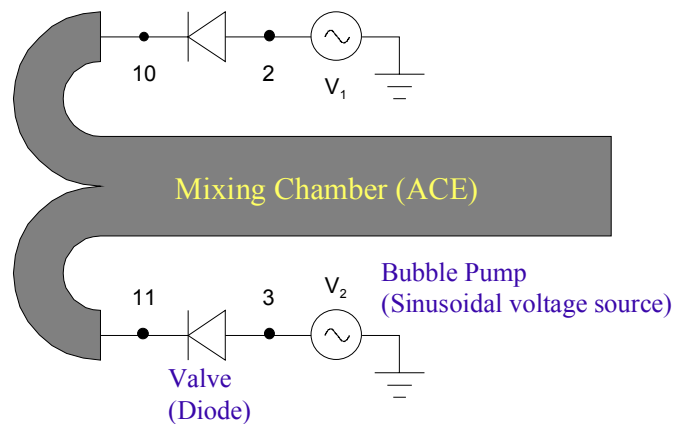 10
2
V1
Mixing Chamber (ACE)
Bubble Pump
(Sinusoidal voltage source)
11
3
V2
Valve
(Diode)